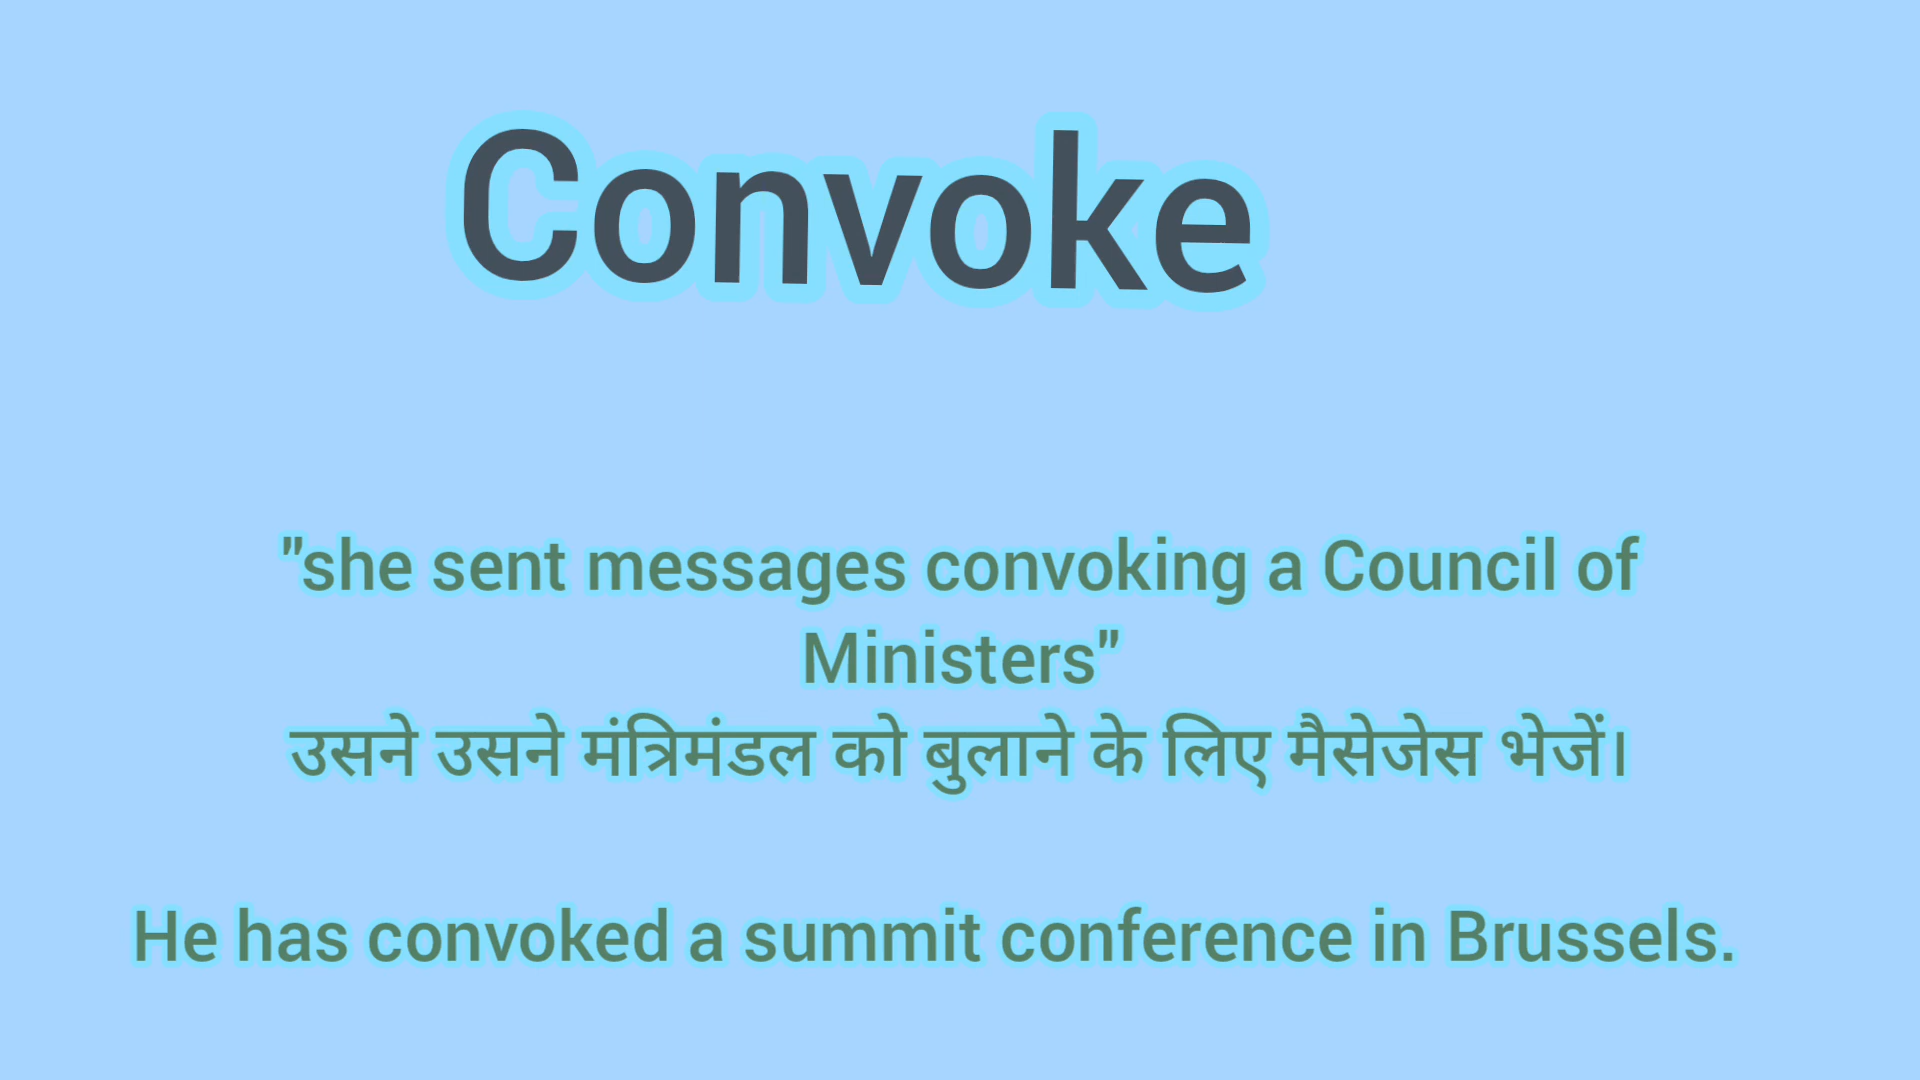 Convoke
"she sent messages convoking a Council of
Ministers"
उसने उसने मंत्रिमंडल को बुलाने के लिए मैसेजेस भेजें।
He has convoked a summit conference in Brussels.